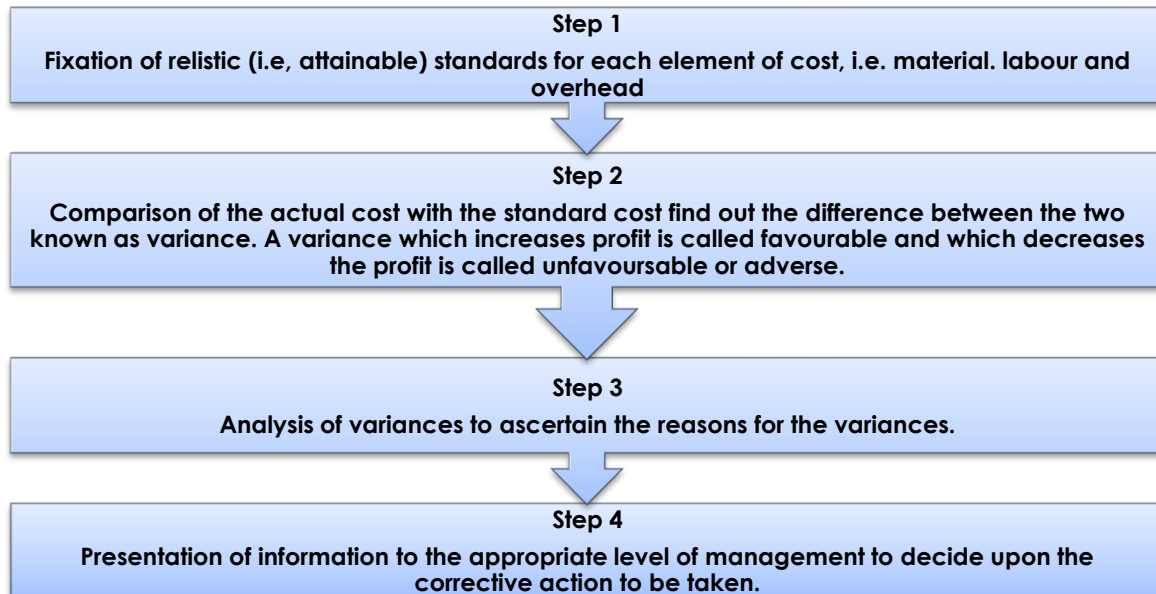 Step 1
Fixation of relistic (i.e, attainable) standards for each element of cost, i.e. material. labour and
overhead
Step 2
Comparison of the actual cost with the standard cost find out the difference between the two
known as variance. A variance which increases profit is called favourable and which decreases
the profit is called unfavoursable or adverse.
Step 3
Analysis of variances to ascertain the reasons for the variances.
Step 4
Presentation of information to the appropriate level of management to decide upon the
corrective action to be taken.